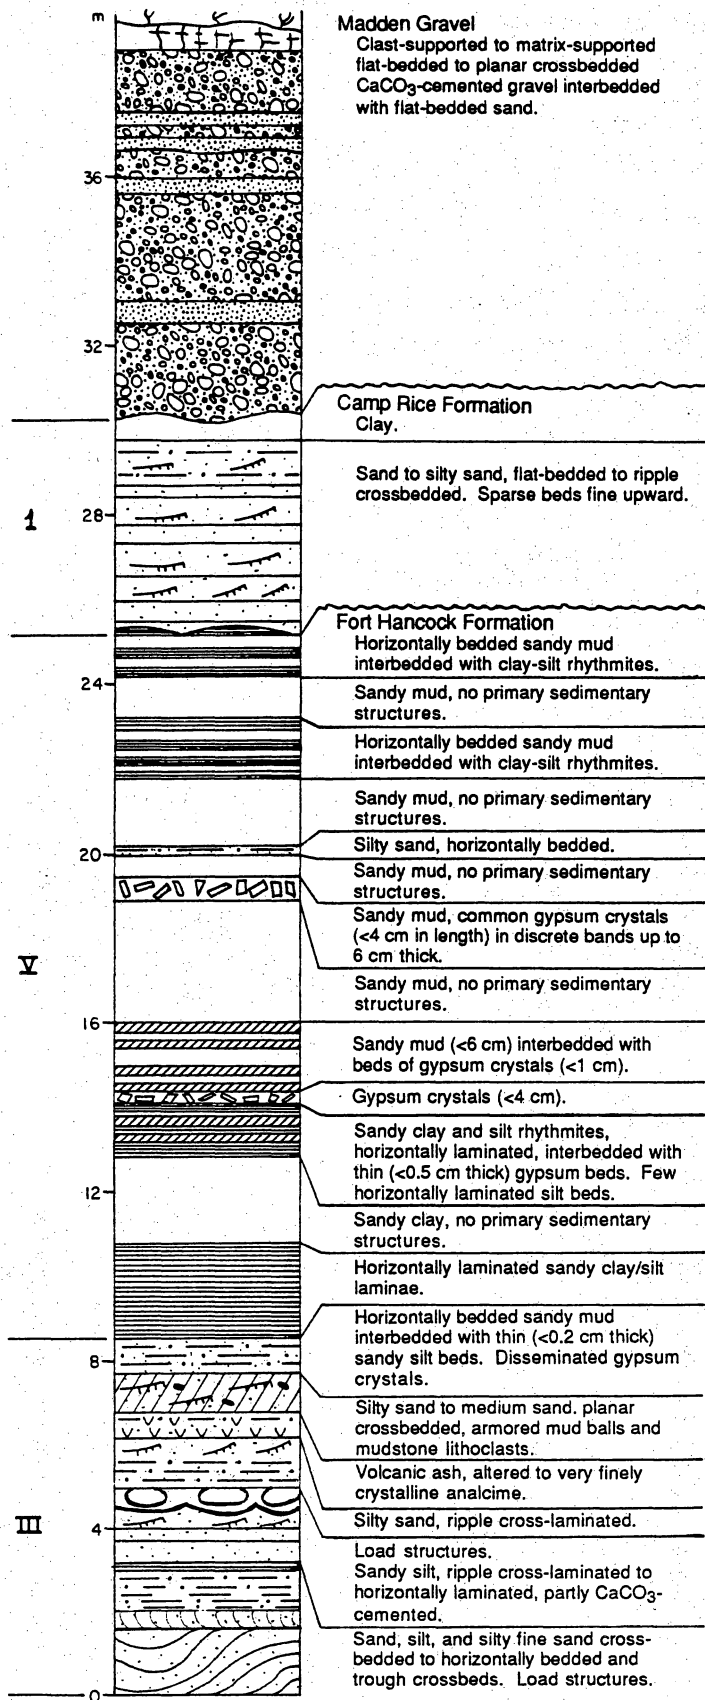 m
Madden Gravel
Clast-supported to matrix-supported
flat-bedded to planar crossbedded
CaCO3-cemented gravel interbedded
with flat-bedded sand.
36
32
Camp Rice Formation
Clay.
Sand to silty sand, flat-bedded to ripple
crossbedded. Sparse beds fine upward.
1
28
Fort Hancock Formation
Horizontally bedded sandy mud
interbedded with clay-silt rhythmites.
24
Sandy mud, no primary sedimentary
structures.
Horizontally bedded sandy mud
interbedded with clay-silt rhythmites.
Sandy mud, no primary sedimentary
structures.
Silty sand, horizontally bedded.
20
Sandy mud, no primary sedimentary
structures.
Sandy mud, common gypsum crystals
(<4 cm in length) in discrete bands up to
6 cm thick.
V
Sandy mud, no primary sedimentary
structures.
16
Sandy mud (<6 cm) interbedded with
beds of gypsum crystals (<1 cm).
Gypsum crystals (<4 cm).
Sandy clay and silt rhythmites,
horizontally laminated, interbedded with
thin (<0.5 cm thick) gypsum beds. Few
horizontally laminated silt beds.
12
Sandy clay, no primary sedimentary
structures.
Horizontally laminated sandy clay/silt
laminae.
Horizontally bedded sandy mud
interbedded with thin (<0.2 cm thick)
sandy silt beds. Disseminated gypsum
crystals.
8
Silty sand to medium sand. planar
crossbedded, armored mud balls and
mudstone lithoclasts.
Volcanic ash, altered to very finely
crystalline analcime.
Silty sand, ripple cross-laminated.
III
4
Load structures.
Sandy silt, ripple cross-laminated to
horizontally laminated, partly CaCO3-
cemented.
Sand, silt, and silty fine sand cross-
bedded to horizontally bedded and
trough crossbeds. Load structures.
0